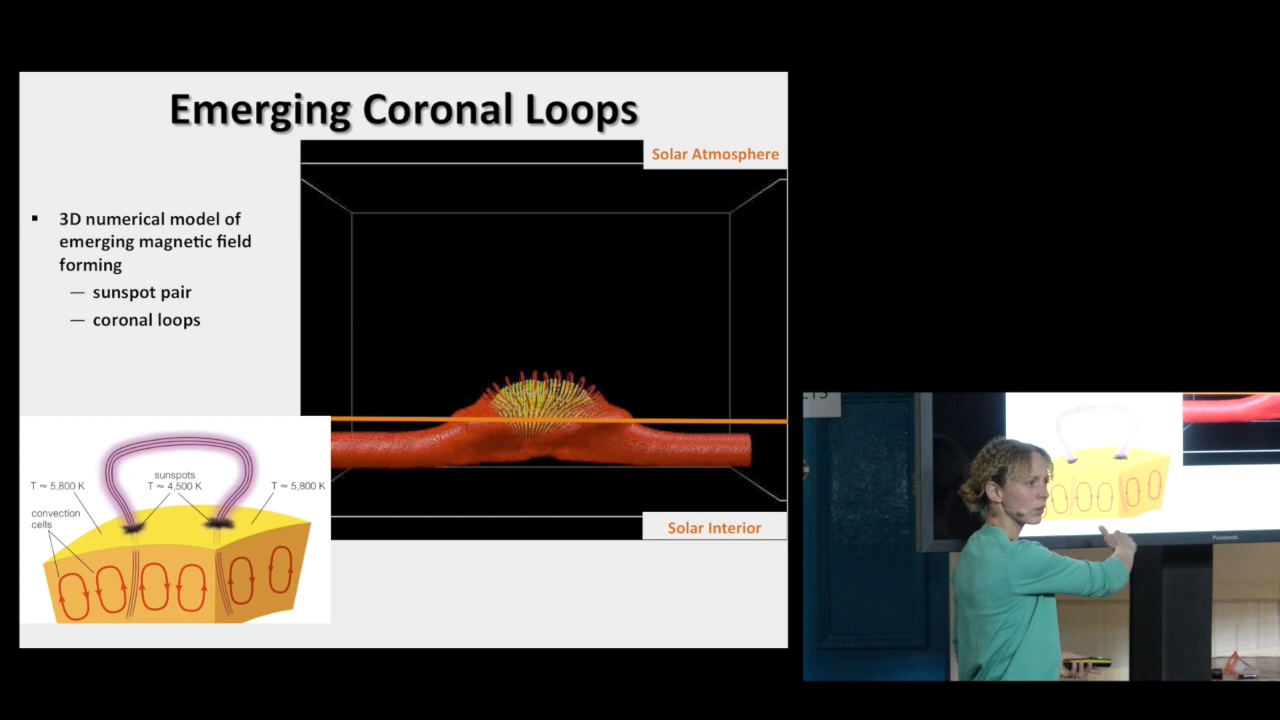 Emerging Coronal Loops
Solar Atmosphere
▪ 3D numerical model of
emerging magnetic field
forming
— sunspot pair
— coronal loops
sunspots
T ≈ 5,800 K
T ≈ 4,500 K
T ≈ 5,800 K
convection
cells
Solar Interior
Panasonic